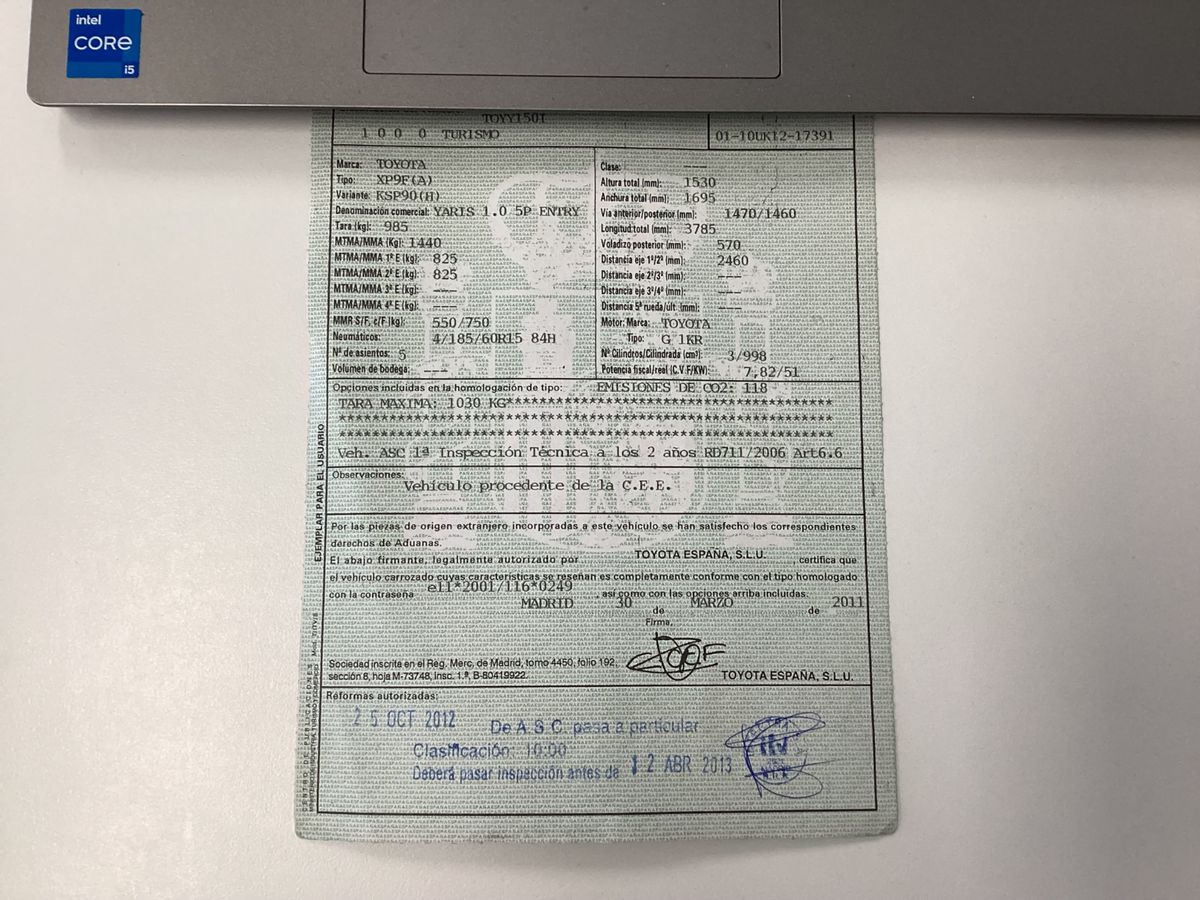 intel
CORE
i5
TOYY150I
1 0 0 0 TURISMO
01-10UK12-17391
Marca: TOYOTA
Tipo: XP9F(A)
Variante: KSP90(H)
Denominación comercial: YARIS 1.0 5P ENTRY
Tara (kg): 985
MTMA/MMA (Kg): 1440
MTMA/MMA 1º E (kg): 825
MTMA/MMA 2º E (kg): 825
MTMA/MMA 3º E (kg): ---
MTMA/MMA 4º E (kg): ---
MMR S/F, c/F (kg): 550/750
Neumáticos: 4/185/60R15 84H
Nº de asientos: 5
Volumen de bodega: ---
Clase: ---
Altura total (mm): 1530
Anchura total (mm): 1695
Via anterior/posterior (mm): 1470/1460
Longitud total (mm): 3785
Voladizo posterior (mm): 570
Distancia eje 1º/2º (mm): 2460
Distancia eje 2º/3º (mm): ---
Distancia eje 3º/4º (mm): ---
Distancia 5ª rueda/últ. (mm): ---
Motor: Marca: TOYOTA
Tipo: G 1KR
Nº Cilindros/Cilindrada (cm³): 3/998
Potencia fiscal/real (C.V.F/KW): 7,82/51
Opciones incluidas en la homologación de tipo: EMISIONES DE CO2: 118
TARA MAXIMA: 1030 KG**************************************
**********************************************************
**********************************************************
Veh. ASC 1ª Inspección Técnica a los 2 años RD711/2006 Art6.6
Observaciones: Vehículo procedente de la C.E.E.
Por las piezas de origen extranjero incorporadas a este vehículo se han satisfecho los correspondientes
derechos de Aduanas.
El abajo firmante, legalmente autorizado por TOYOTA ESPAÑA, S.L.U. , certifica que
el vehículo carrozado cuyas características se reseñan es completamente conforme con el tipo homologado
con la contraseña e11*2001/116*0249 , así como con las opciones arriba incluidas.
MADRID 30 de MARZO de 2011
Firma,
Sociedad inscrita en el Reg. Merc. de Madrid, tomo 4450, folio 192,
sección 8, hoja M-73748, insc. 1.ª, B-80419922.
TOYOTA ESPAÑA, S.L.U.
Reformas autorizadas:
25 OCT 2012 De A.S.C. pasa a particular
Clasificación: 10.00
Deberá pasar inspección antes de 12 ABR 2013
itv
EJEMPLAR PARA EL USUARIO